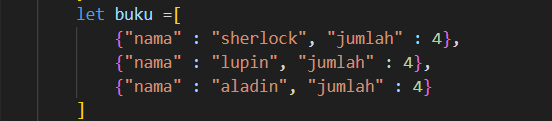 let buku =[
{"nama" : "sherlock", "jumlah" : 4},
{"nama" : "lupin", "jumlah" : 4},
{"nama" : "aladin", "jumlah" : 4}
]